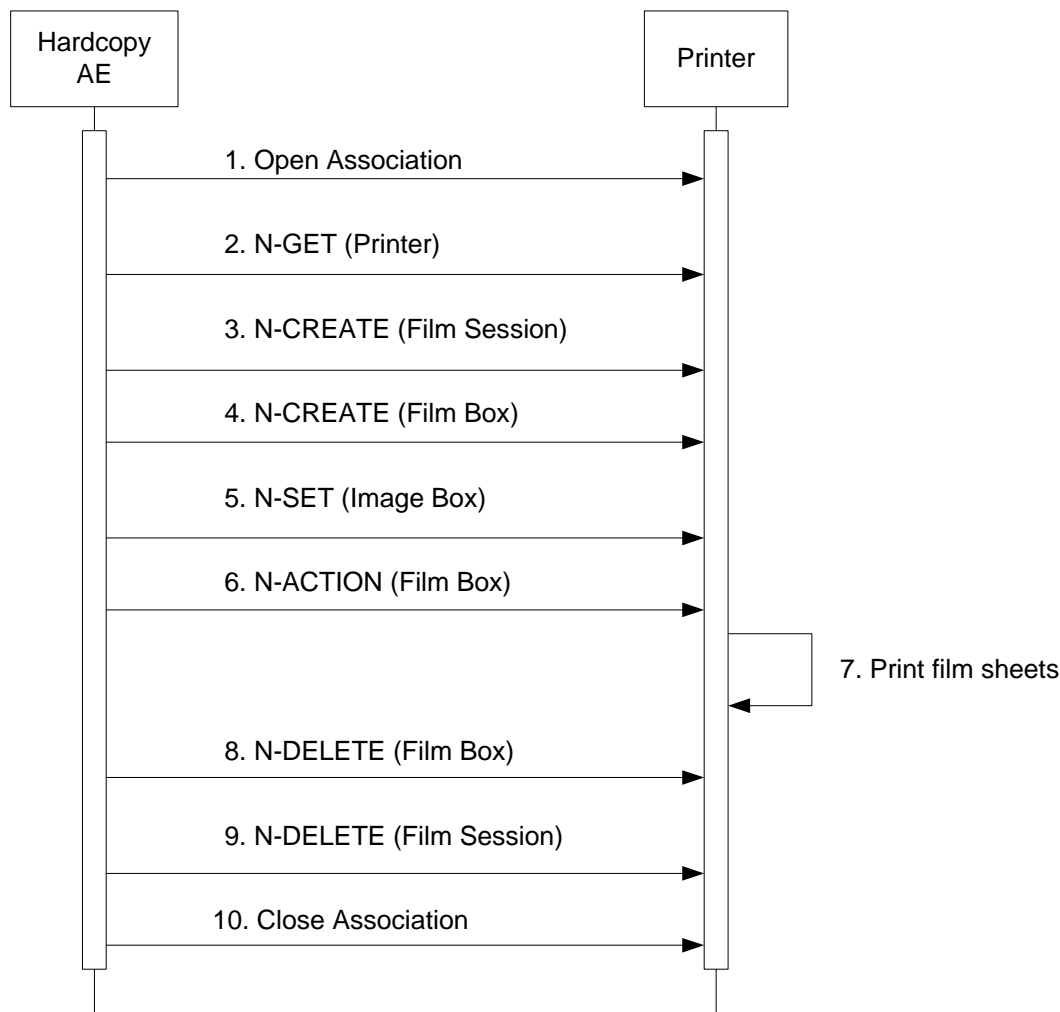 Hardcopy
AE
Printer
1. Open Association
2. N-GET (Printer)
3. N-CREATE (Film Session)
4. N-CREATE (Film Box)
5. N-SET (Image Box)
6. N-ACTION (Film Box)
7. Print film sheets
8. N-DELETE (Film Box)
9. N-DELETE (Film Session)
10. Close Association